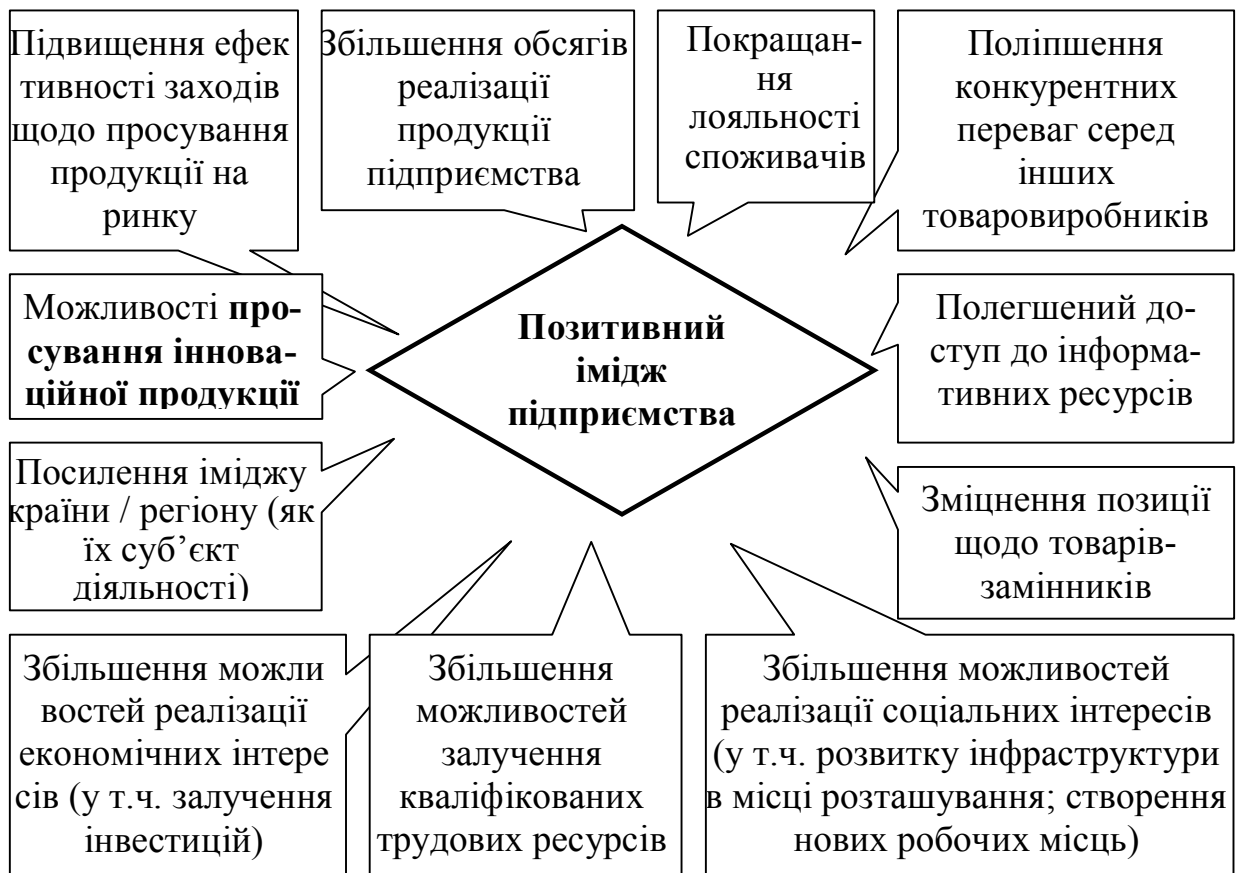 Підвищення ефек
тивності заходів
щодо просування
продукції на
ринку
Збільшення обсягів
реалізації
продукції
підприємства
Покращан-
ня
лояльності
споживачів
Поліпшення
конкурентних
переваг серед
інших
товаровиробників
Можливості про-
сування іннова-
ційної продукції
Позитивний
імідж
підприємства
Полегшений до-
ступ до інформа-
тивних ресурсів
Посилення іміджу
країни / регіону (як
їх суб’єкт
діяльності)
Зміцнення позиції
щодо товарів-
замінників
Збільшення можли
востей реалізації
економічних інтере
сів (у т.ч. залучення
інвестицій)
Збільшення
можливостей
залучення
кваліфікованих
трудових ресурсів
Збільшення можливостей
реалізації соціальних інтересів
(у т.ч. розвитку інфраструктури
в місці розташування; створення
нових робочих місць)